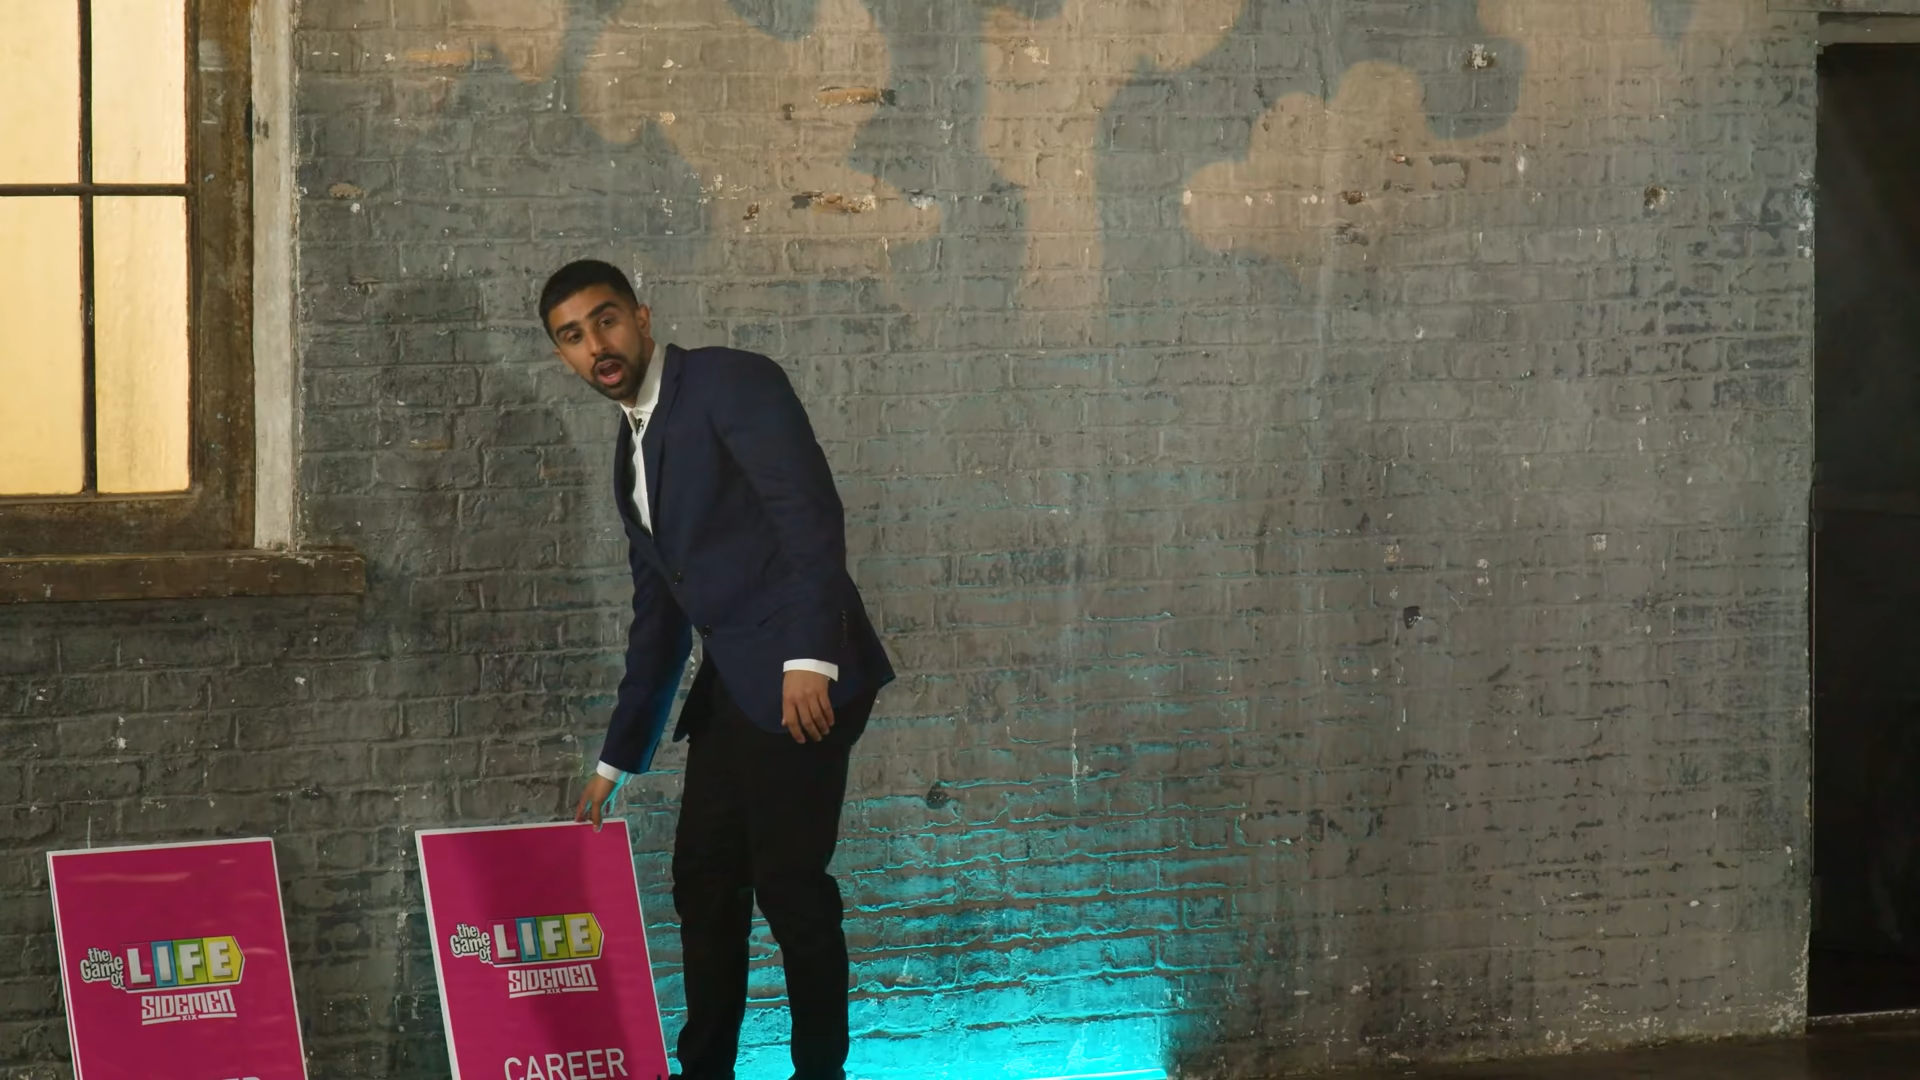 the
Game
of
LIFE
SIDEMEN
XIX
the
Game
of
LIFE
SIDEMEN
XIX
CAREER